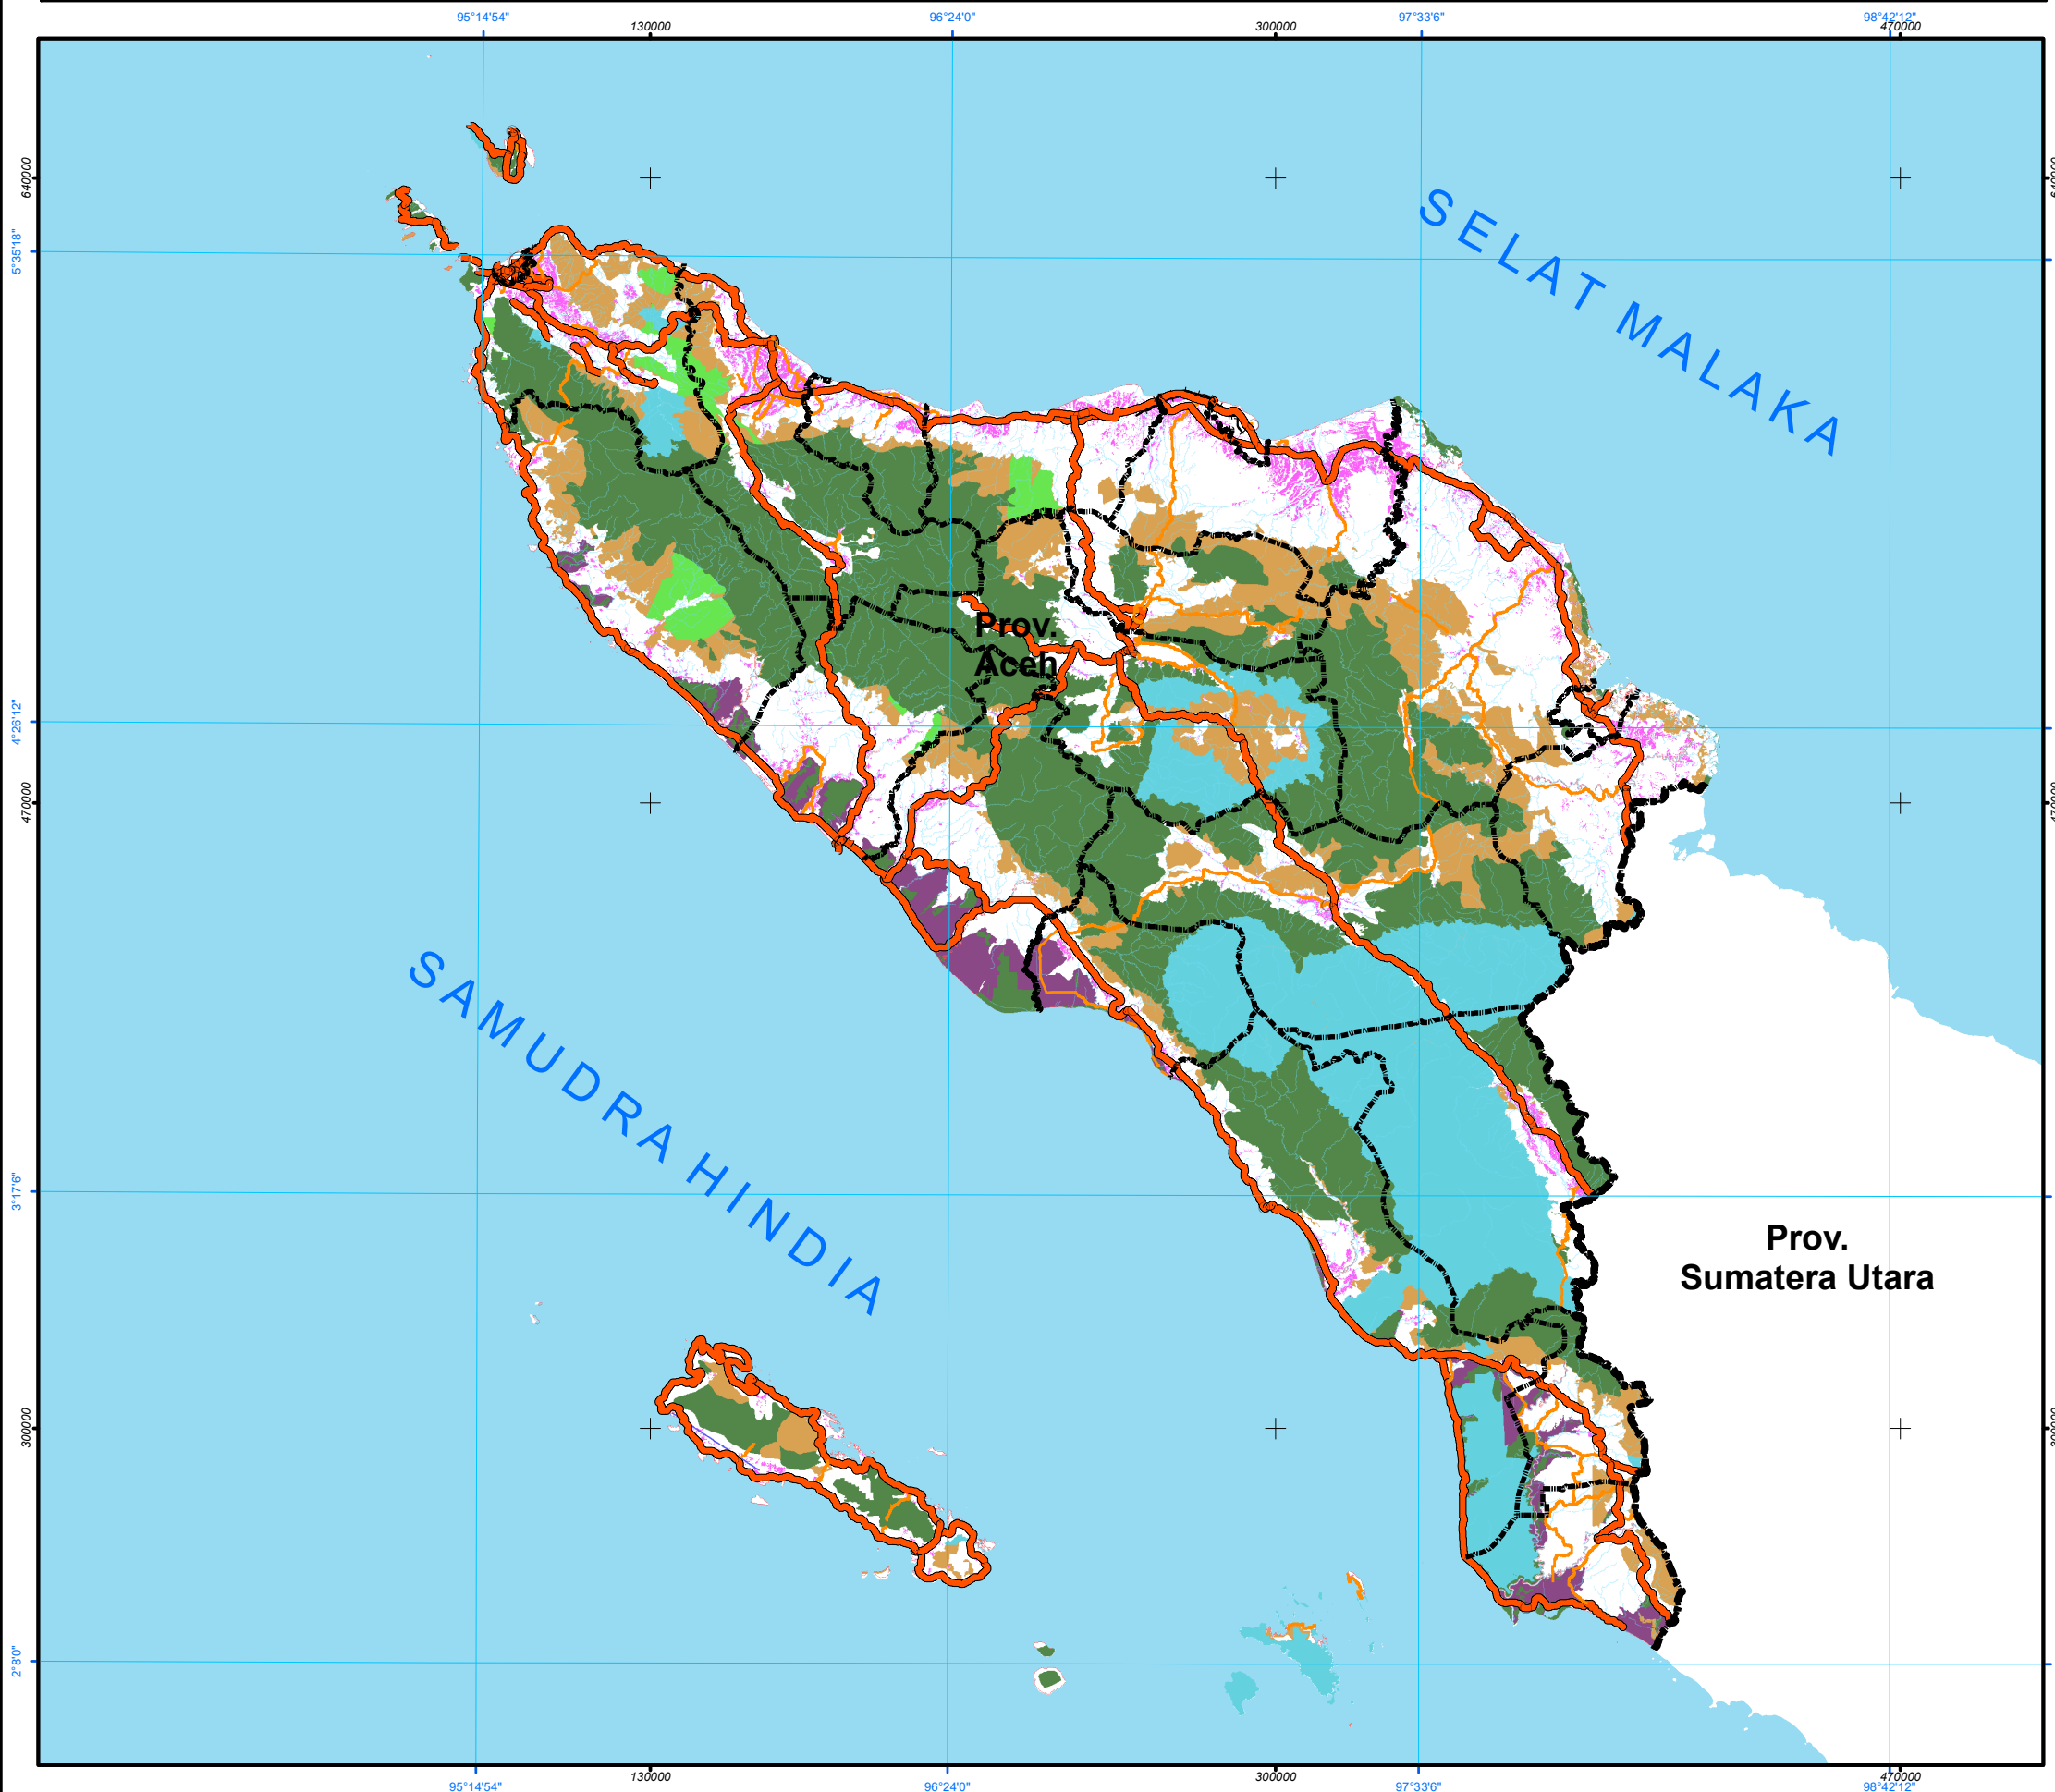 95°14'54" 96°24'0" 97°33'6" 98°42'12"
130000 300000 470000
640000
5°35'18"
SELAT MALAKA
Prov.
Aceh
4°26'12"
470000
SAMUDRA HINDIA
3°17'6"
Prov.
Sumatera Utara
300000
2°8'0"
130000 300000 470000
95°14'54" 96°24'0" 97°33'6" 98°42'12"